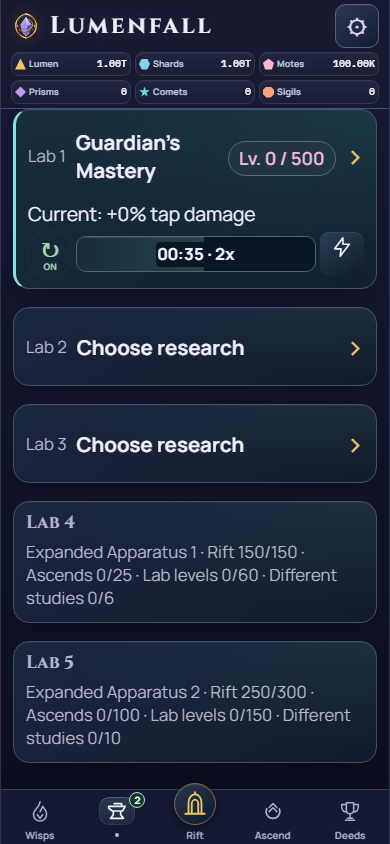 LUMENFALL
Lumen 1.00T
Shards 1.00T
Motes 100.00K
Prisms 0
Comets 0
Sigils 0
Lab 1
Guardian's
Mastery
Lv. 0 / 500
Current: +0% tap damage
ON
00:35 · 2x
Lab 2 Choose research
Lab 3 Choose research
LAB 4
Expanded Apparatus 1 · Rift 150/150 ·
Ascends 0/25 · Lab levels 0/60 · Different
studies 0/6
LAB 5
Expanded Apparatus 2 · Rift 250/300 ·
Ascends 0/100 · Lab levels 0/150 · Different
studies 0/10
2
Wisps
Rift
Ascend
Deeds